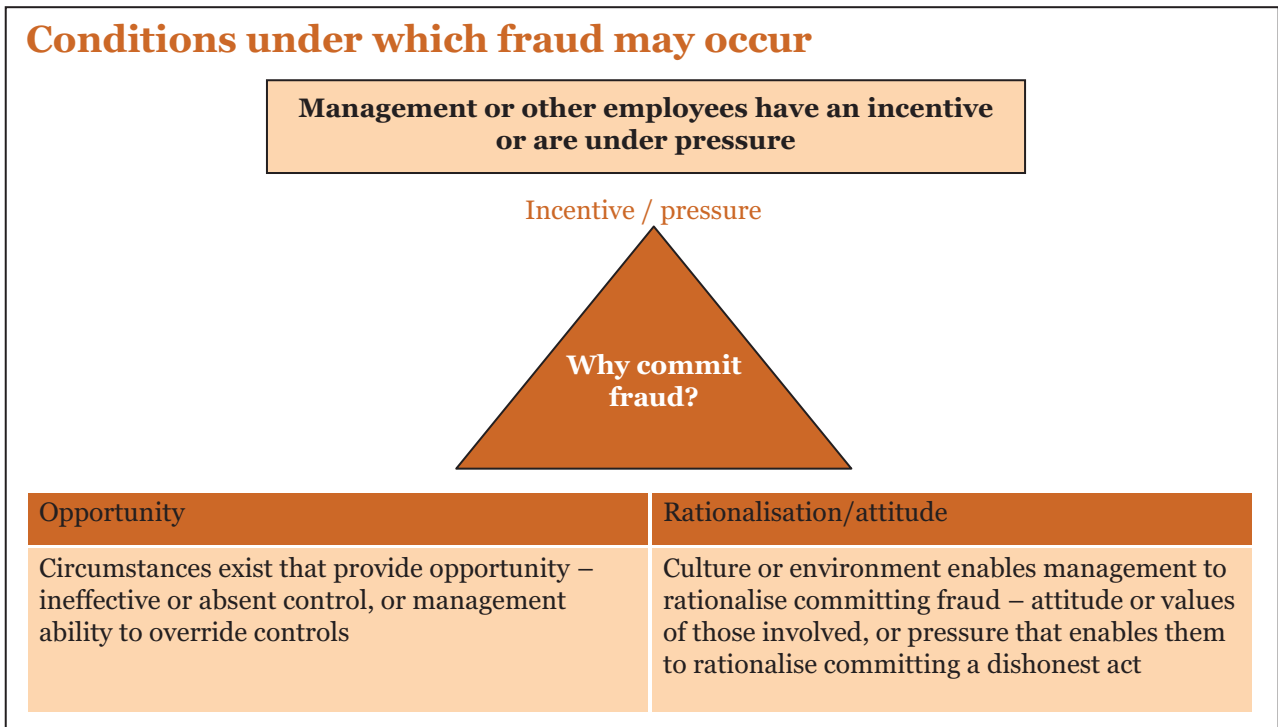 Conditions under which fraud may occur
Management or other employees have an incentive
or are under pressure
Incentive / pressure
Why commit
fraud?
Opportunity
Rationalisation/attitude
Circumstances exist that provide opportunity –
ineffective or absent control, or management
ability to override controls
Culture or environment enables management to
rationalise committing fraud – attitude or values
of those involved, or pressure that enables them
to rationalise committing a dishonest act